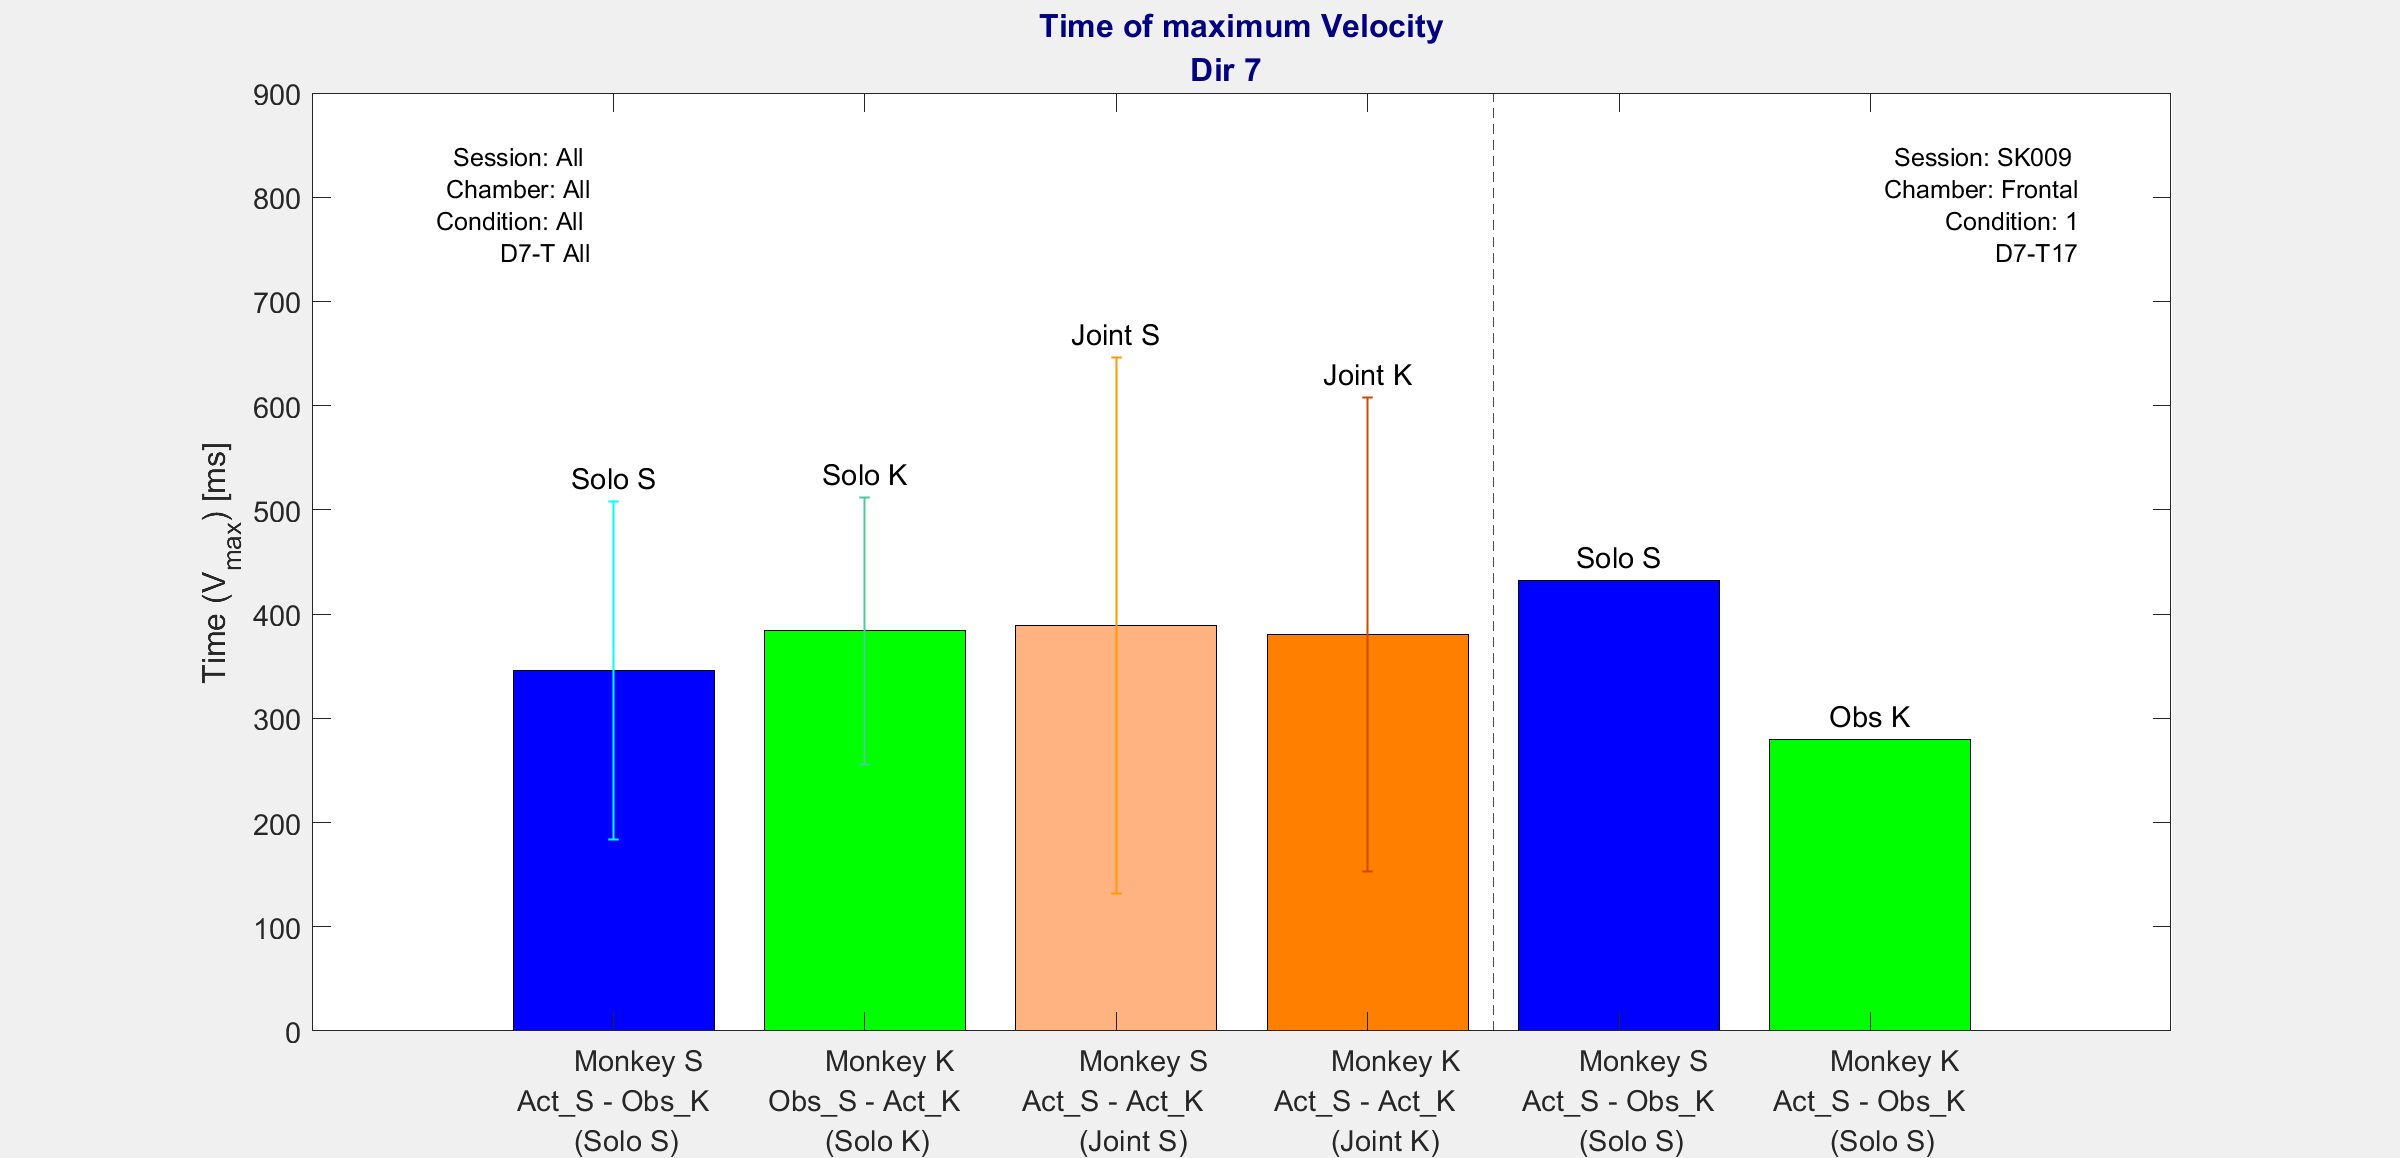 Time of maximum Velocity
Dir 7
Session: All
Chamber: All
Condition: All
D7-T All
Session: SK009
Chamber: Frontal
Condition: 1
D7-T17
Time (Vmax) [ms]
900
800
700
600
500
400
300
200
100
0
Solo S
Solo K
Joint S
Joint K
Solo S
Obs K
Monkey S
Act_S - Obs_K
(Solo S)
Monkey K
Obs_S - Act_K
(Solo K)
Monkey S
Act_S - Act_K
(Joint S)
Monkey K
Act_S - Act_K
(Joint K)
Monkey S
Act_S - Obs_K
(Solo S)
Monkey K
Act_S - Obs_K
(Solo S)